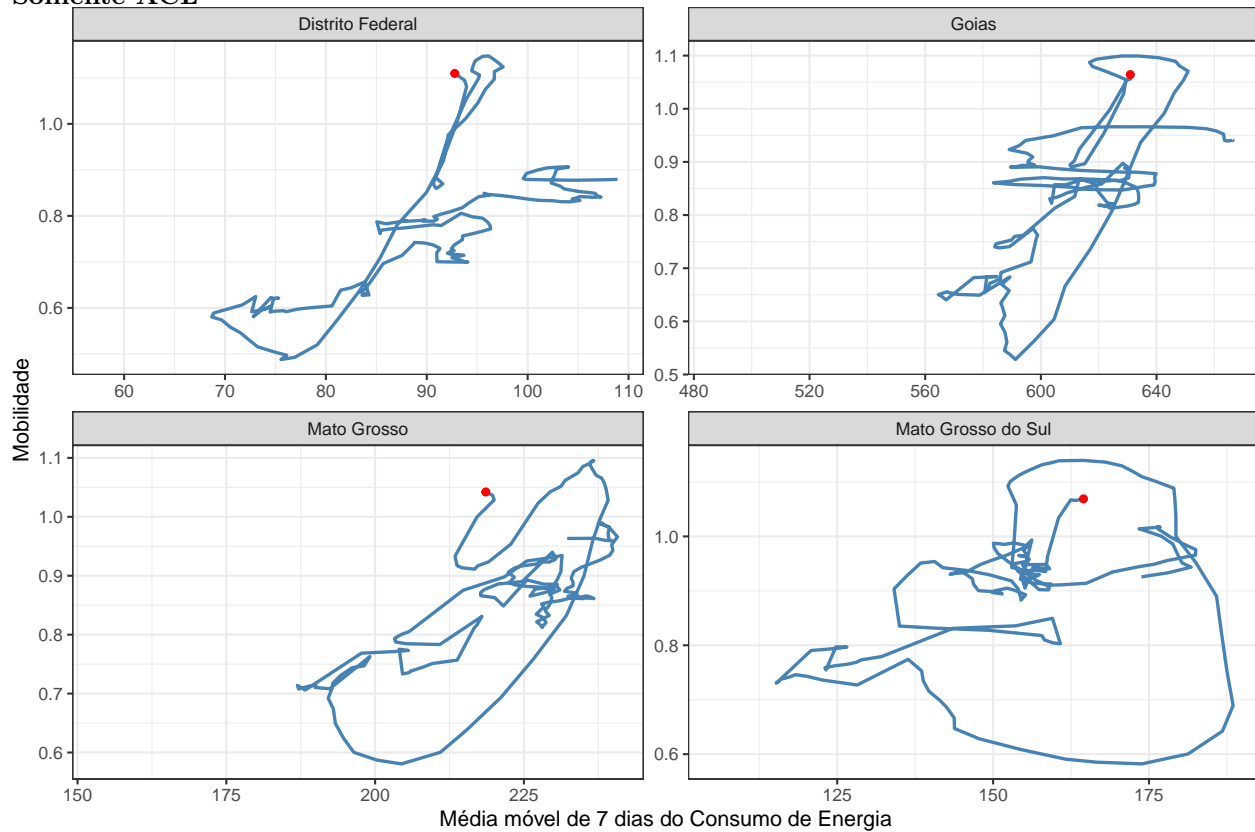 Somente ACL
Distrito Federal
Goias
1.0
0.8
0.6
60 70 80 90 100 110
1.1
1.0
0.9
0.8
0.7
0.6
0.5
480 520 560 600 640
Mobilidade
Mato Grosso
Mato Grosso do Sul
1.1
1.0
0.9
0.8
0.7
0.6
150 175 200 225
1.0
0.8
0.6
125 150 175
Média móvel de 7 dias do Consumo de Energia